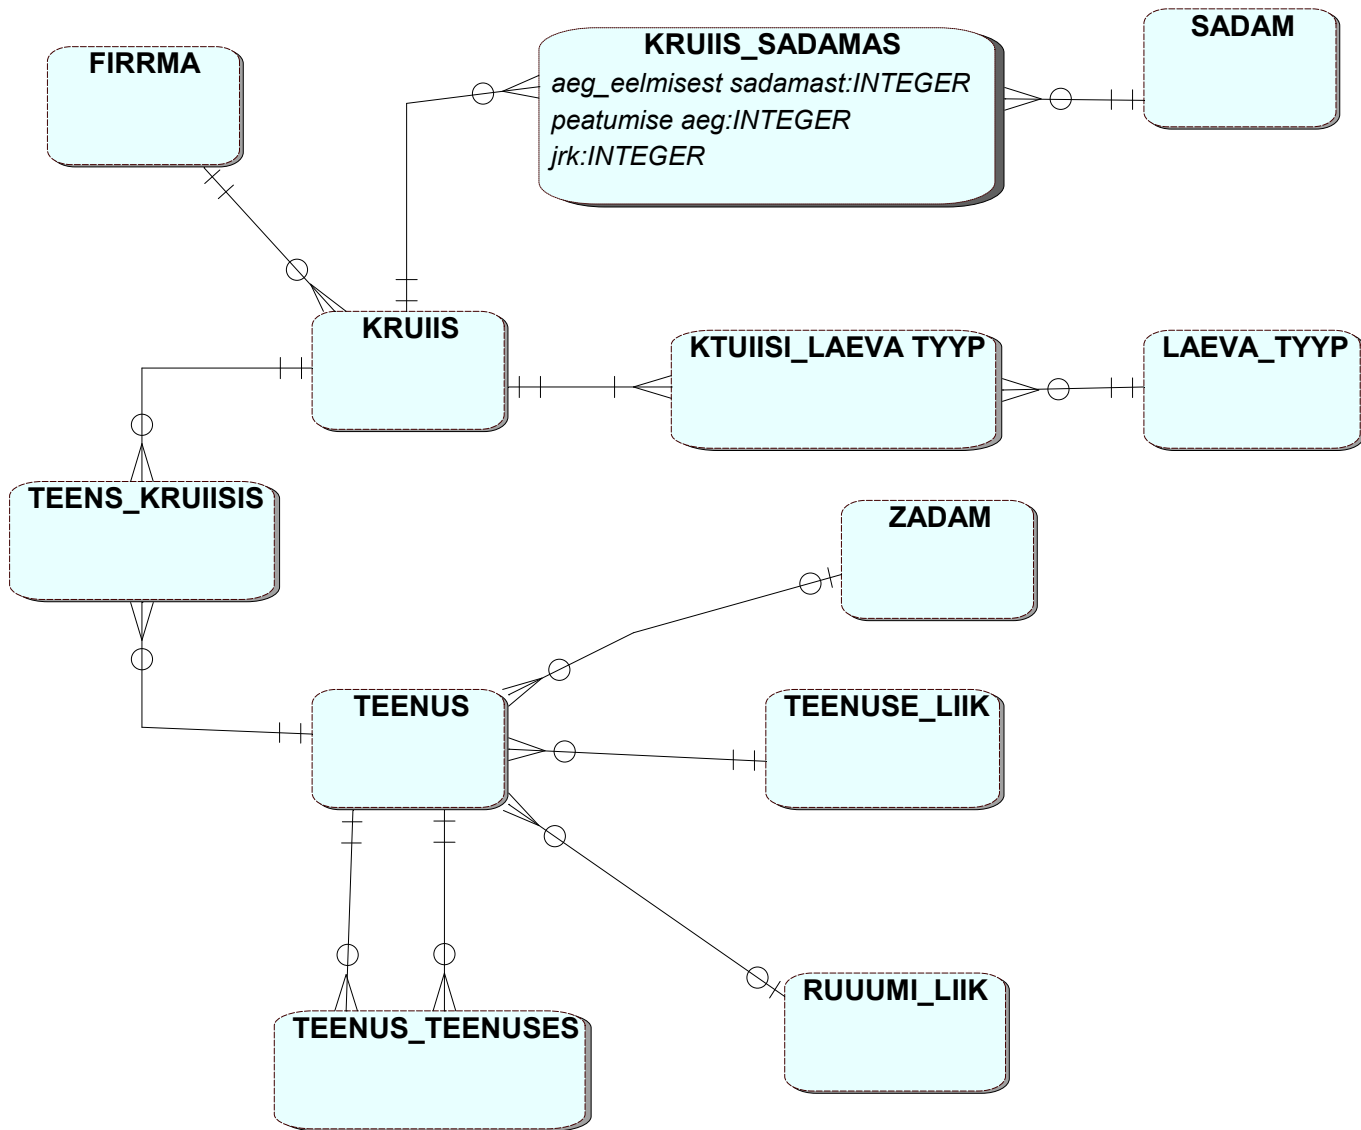 FIRRMA
KRUIIS_SADAMAS
aeg_eelmisest sadamast:INTEGER
peatumise aeg:INTEGER
jrk:INTEGER
SADAM
KRUIIS
KTUIISI_LAEVA TYYP
LAEVA_TYYP
TEENS_KRUIISIS
ZADAM
TEENUS
TEENUSE_LIIK
RUUUMI_LIIK
TEENUS_TEENUSES